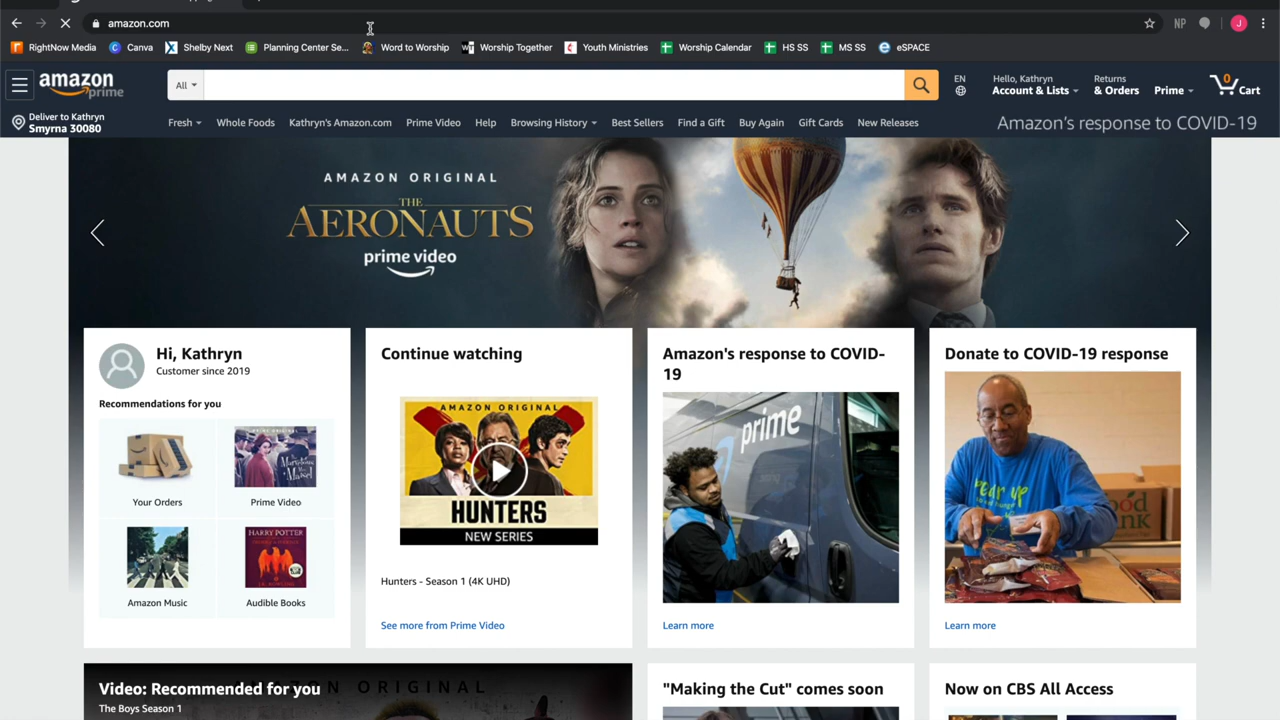 amazon.com
NP
J
RightNow Media
Canva
Shelby Next
Planning Center Se...
Word to Worship
Worship Together
Youth Ministries
Worship Calendar
HS SS
MS SS
eSPACE
amazon
prime
All
EN
Hello, Kathryn
Account & Lists
Returns
& Orders
Prime
0
Cart
Deliver to Kathryn
Smyrna 30080
Fresh
Whole Foods
Kathryn's Amazon.com
Prime Video
Help
Browsing History
Best Sellers
Find a Gift
Buy Again
Gift Cards
New Releases
Amazon's response to COVID-19
AMAZON ORIGINAL
THE
AERONAUTS
prime video
Hi, Kathryn
Customer since 2019
Recommendations for you
Your Orders
Prime Video
HARRY POTTER
Amazon Music
Audible Books
Continue watching
AMAZON ORIGINAL
HUNTERS
NEW SERIES
Hunters - Season 1 (4K UHD)
See more from Prime Video
Amazon's response to COVID-
19
prime
Learn more
Donate to COVID-19 response
Learn more
Video: Recommended for you
AMAZON ORIGINAL
The Boys Season 1
"Making the Cut" comes soon
Now on CBS All Access